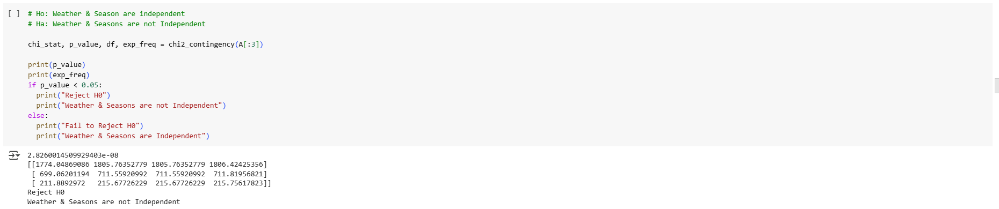 [ ] # Ho: Weather & Season are independent
# Ha: Weather & Seasons are not Independent
chi_stat, p_value, df, exp_freq = chi2_contingency(A[:3])
print(p_value)
print(exp_freq)
if p_value < 0.05:
  print("Reject H0")
  print("Weather & Seasons are not Independent")
else:
  print("Fail to Reject H0")
  print("Weather & Seasons are Independent")
2.8260014509929403e-08
[[1774.04869086 1805.76352779 1805.76352779 1806.42425356]
 [ 699.06201194  711.55920992  711.55920992  711.81956821]
 [ 211.8892972   215.67726229  215.67726229  215.75617823]]
Reject H0
Weather & Seasons are not Independent